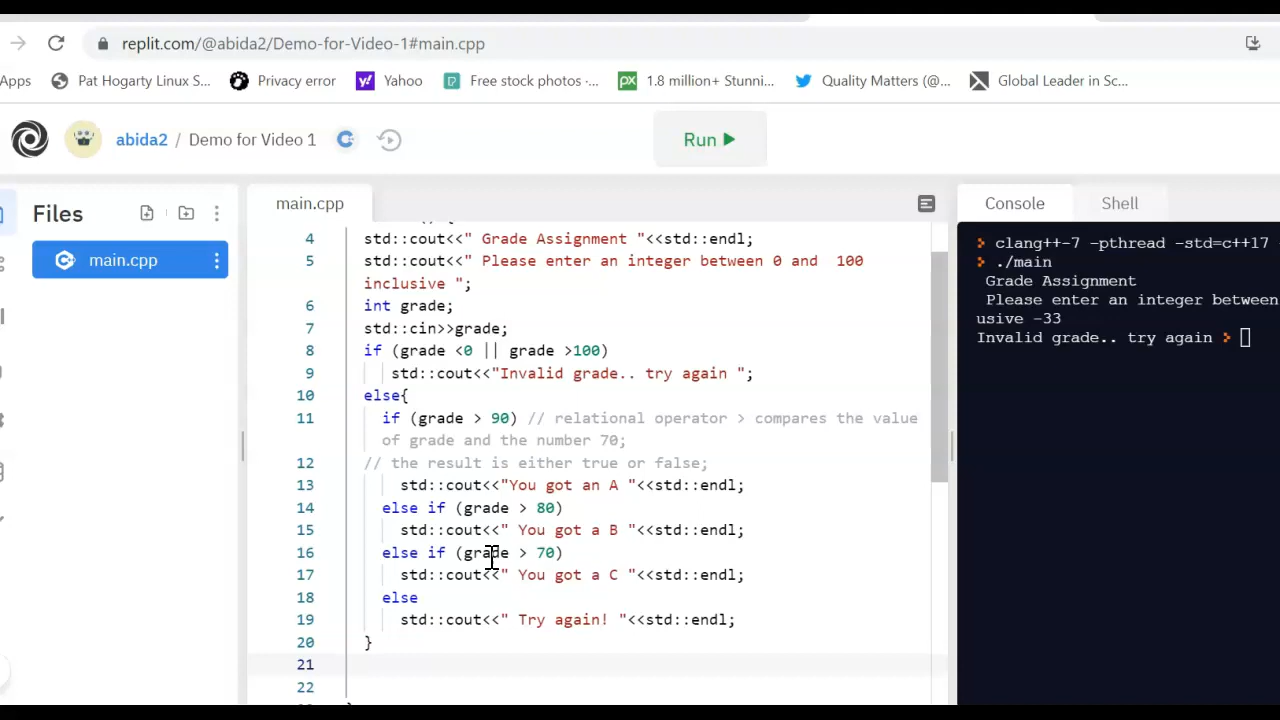 replit.com/@abida2/Demo-for-Video-1#main.cpp
Apps Pat Hogarty Linux S... Privacy error Yahoo Free stock photos -... 1.8 million+ Stunni... Quality Matters (@... Global Leader in Sc...
abida2 / Demo for Video 1 Run
Files main.cpp Console Shell
main.cpp
4 std::cout<<" Grade Assignment "<<std::endl;
5 std::cout<<" Please enter an integer between 0 and  100
inclusive ";
6 int grade;
7 std::cin>>grade;
8 if (grade <0 || grade >100)
9 std::cout<<"Invalid grade.. try again ";
10 else{
11 if (grade > 90) // relational operator > compares the value
of grade and the number 70;
12 // the result is either true or false;
13 std::cout<<"You got an A "<<std::endl;
14 else if (grade > 80)
15 std::cout<<" You got a B "<<std::endl;
16 else if (grade > 70)
17 std::cout<<" You got a C "<<std::endl;
18 else
19 std::cout<<" Try again! "<<std::endl;
20 }
21
22
clang++-7 -pthread -std=c++17
./main
Grade Assignment
Please enter an integer between
usive -33
Invalid grade.. try again